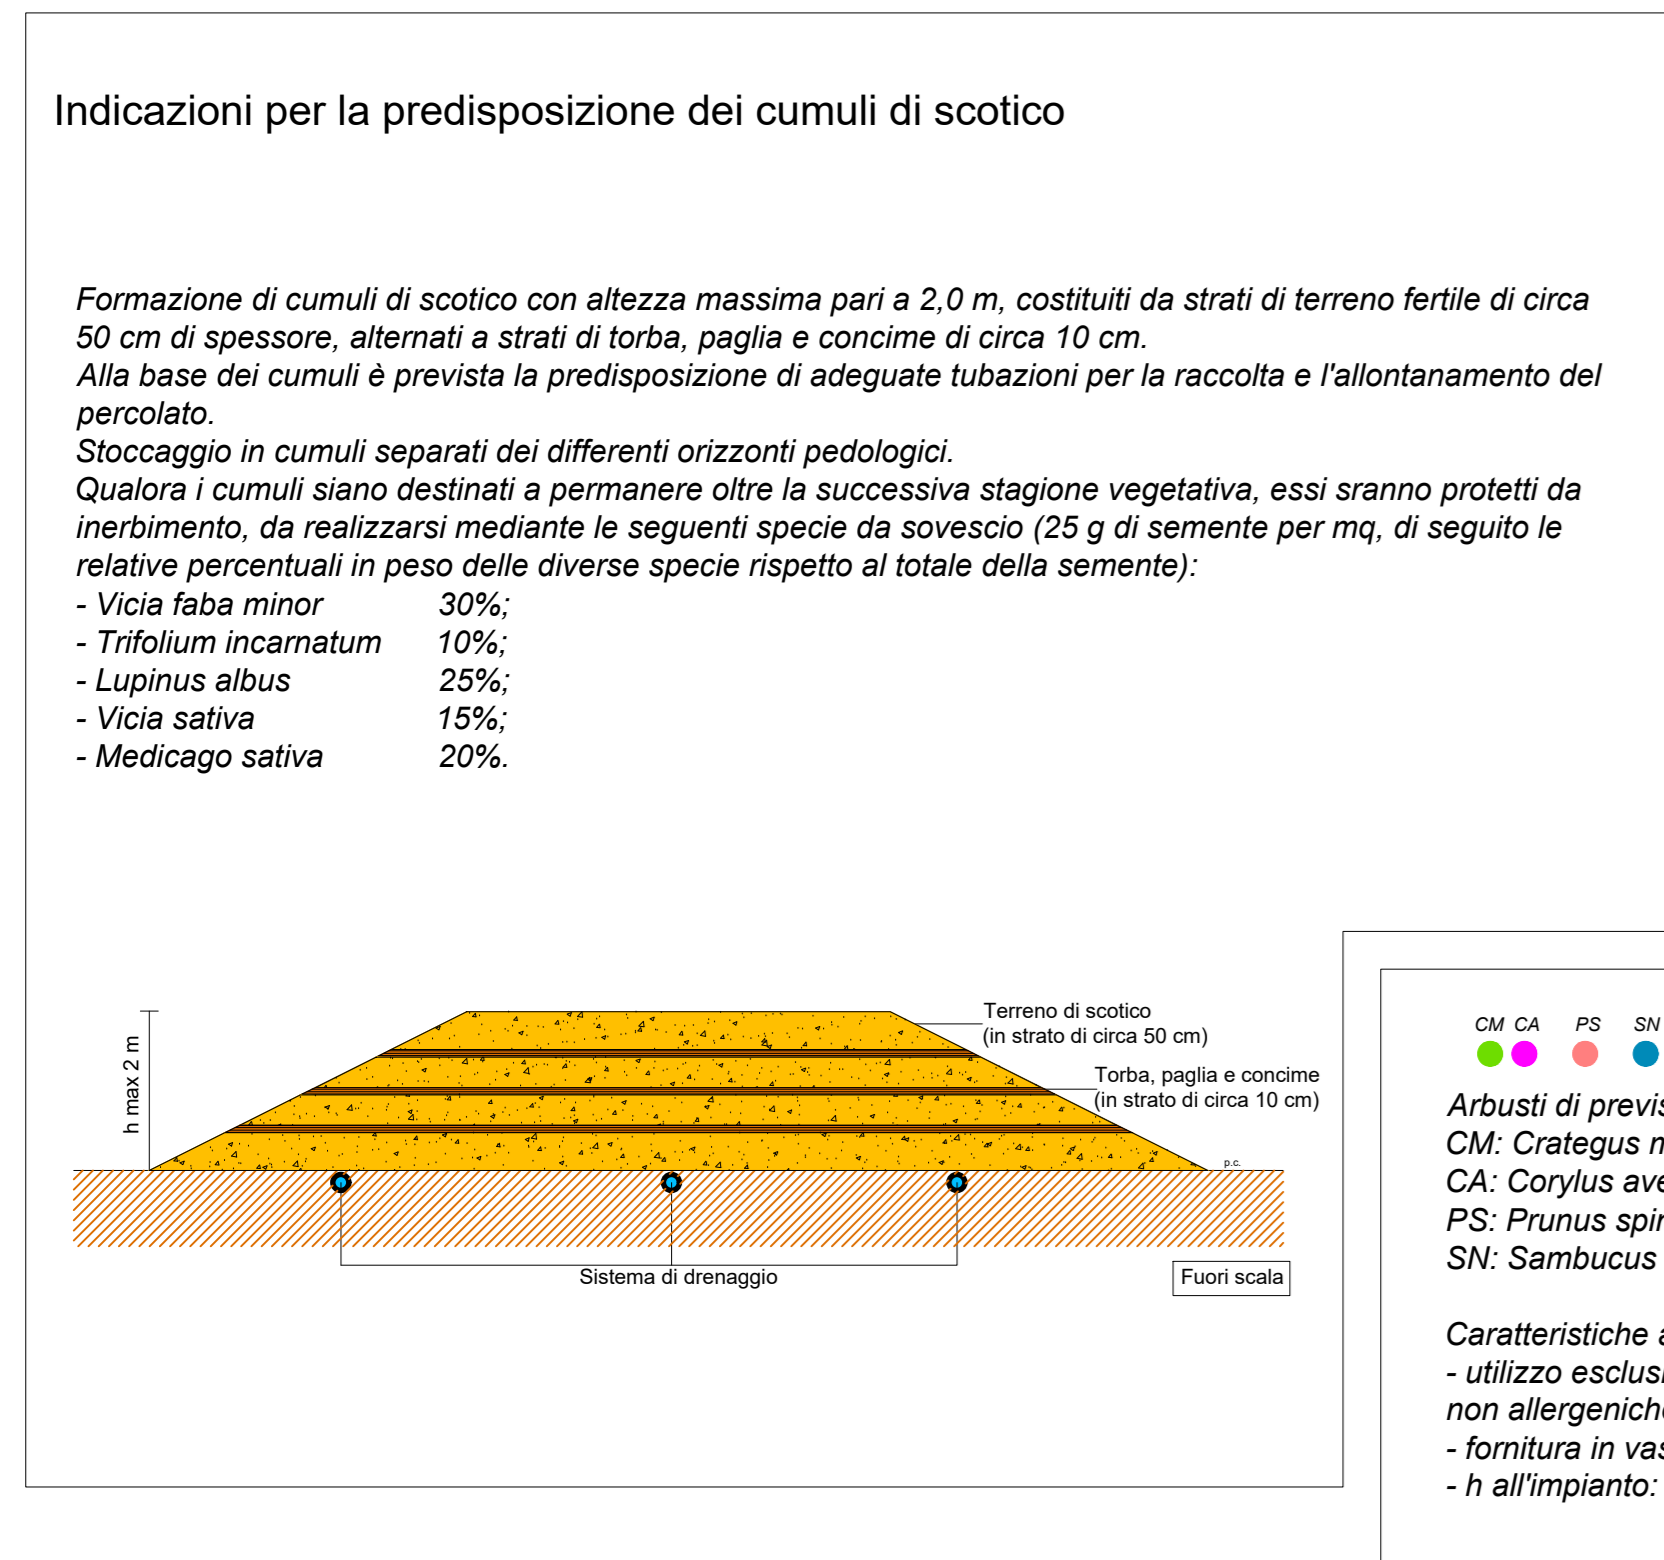 Indicazioni per la predisposizione dei cumuli di scotico
Formazione di cumuli di scotico con altezza massima pari a 2,0 m, costituiti da strati di terreno fertile di circa
50 cm di spessore, alternati a strati di torba, paglia e concime di circa 10 cm.
Alla base dei cumuli è prevista la predisposizione di adeguate tubazioni per la raccolta e l'allontanamento del
percolato.
Stoccaggio in cumuli separati dei differenti orizzonti pedologici.
Qualora i cumuli siano destinati a permanere oltre la successiva stagione vegetativa, essi sranno protetti da
inerbimento, da realizzarsi mediante le seguenti specie da sovescio (25 g di semente per mq, di seguito le
relative percentuali in peso delle diverse specie rispetto al totale della semente):
- Vicia faba minor 30%;
- Trifolium incarnatum 10%;
- Lupinus albus 25%;
- Vicia sativa 15%;
- Medicago sativa 20%.
h max 2 m
Terreno di scotico
(in strato di circa 50 cm)
Torba, paglia e concime
(in strato di circa 10 cm)
p.c.
Sistema di drenaggio
Fuori scala
CM CA PS SN
Arbusti di previs
CM: Crategus
CA: Corylus ave
PS: Prunus spi
SN: Sambucus
Caratteristiche
- utilizzo esclus
non allergenich
- fornitura in vas
- h all'impianto: